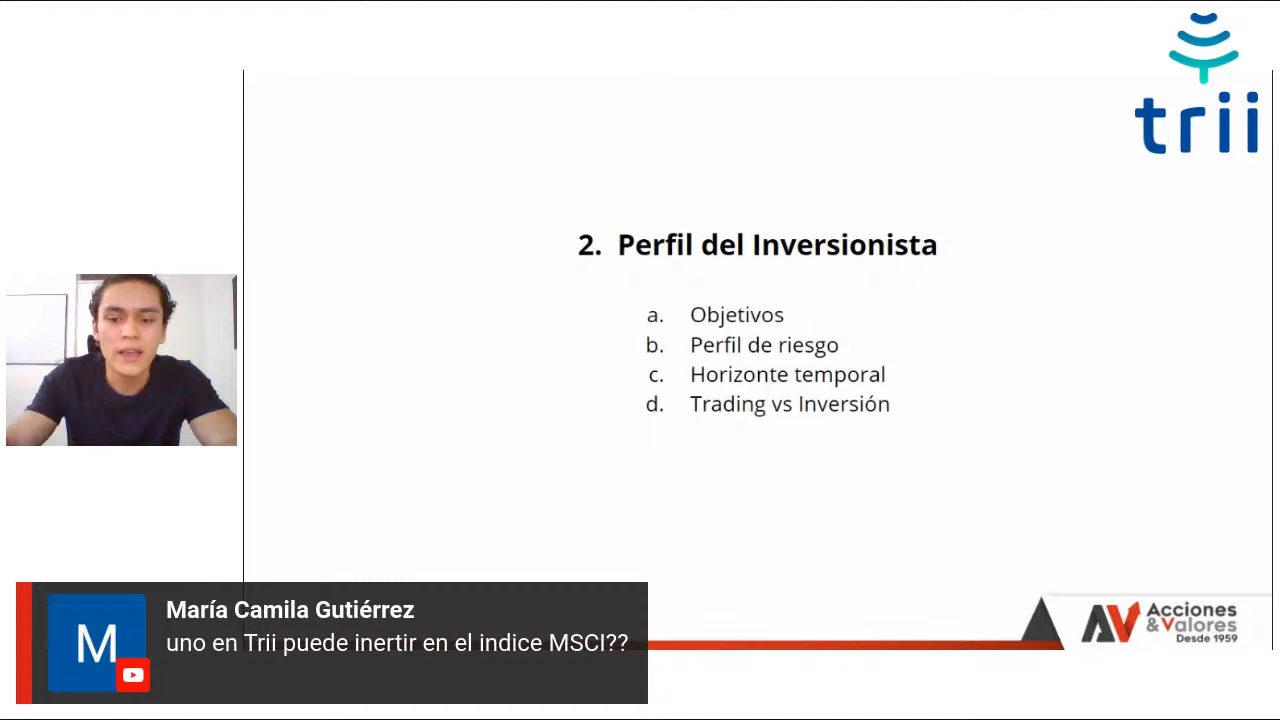 trii
2. Perfil del Inversionista
a. Objetivos
b. Perfil de riesgo
c. Horizonte temporal
d. Trading vs Inversión
M
María Camila Gutiérrez
uno en Trii puede inertir en el indice MSCI??
AV Acciones
& Valores
Desde 1959